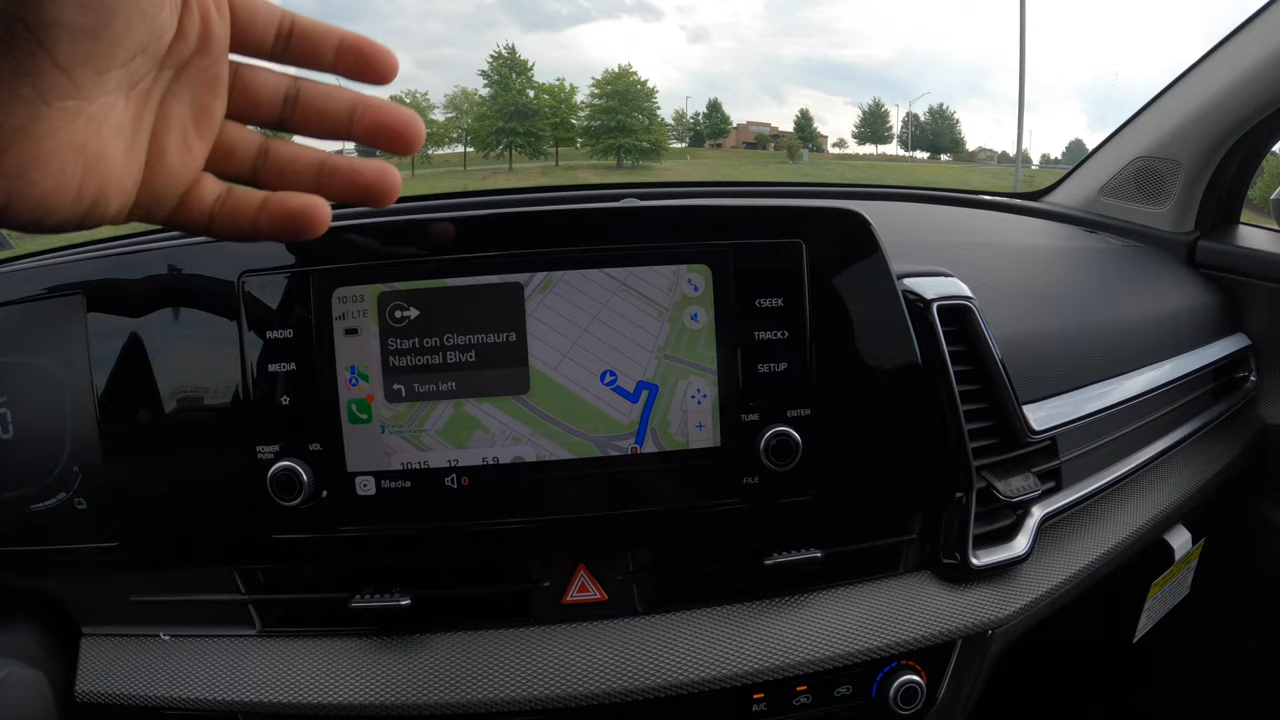 RADIO
MEDIA
POWER
PUSH
VOL
10:03
LTE
Start on Glenmaura
National Blvd
Turn left
10:15 12 5.9
Media
0
<SEEK
TRACK>
SETUP
TUNE
ENTER
FILE
A/C
H